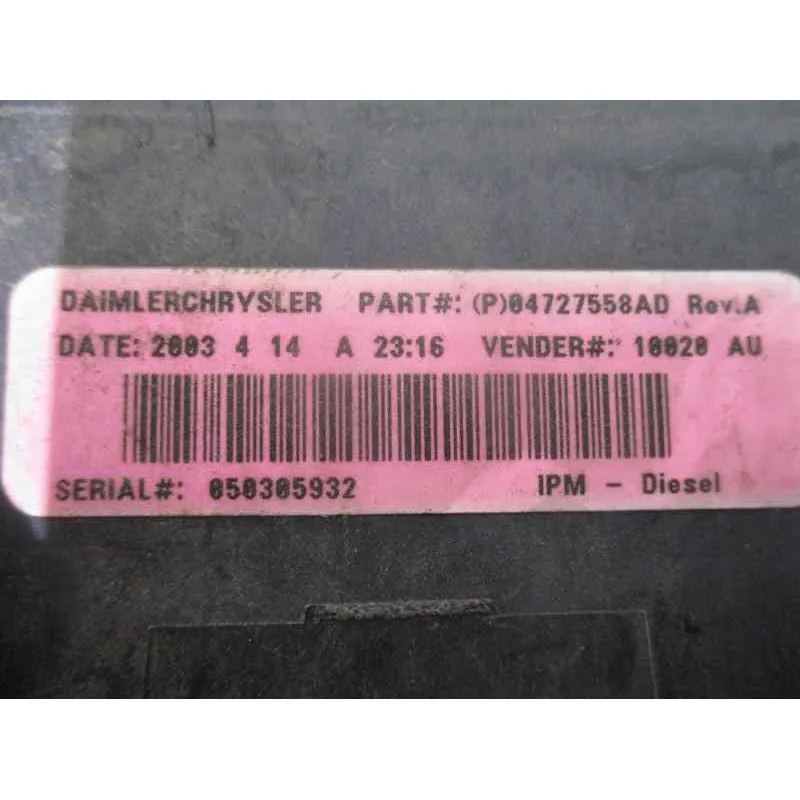 DAIMLERCHRYSLER PART#: (P)04727558AD Rev.A
DATE: 2003 4 14 A 23:16 VENDER#: 10020 AU
SERIAL#: 050305932 IPM - Diesel